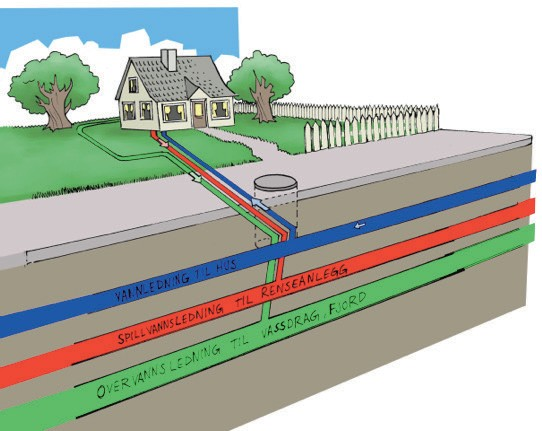 VANNLEDNING TIL HUS
SPILLVANNSLEDNING TIL RENSEANLEGG
OVERVANNSLEDNING TIL VASSDRAG, FJORD